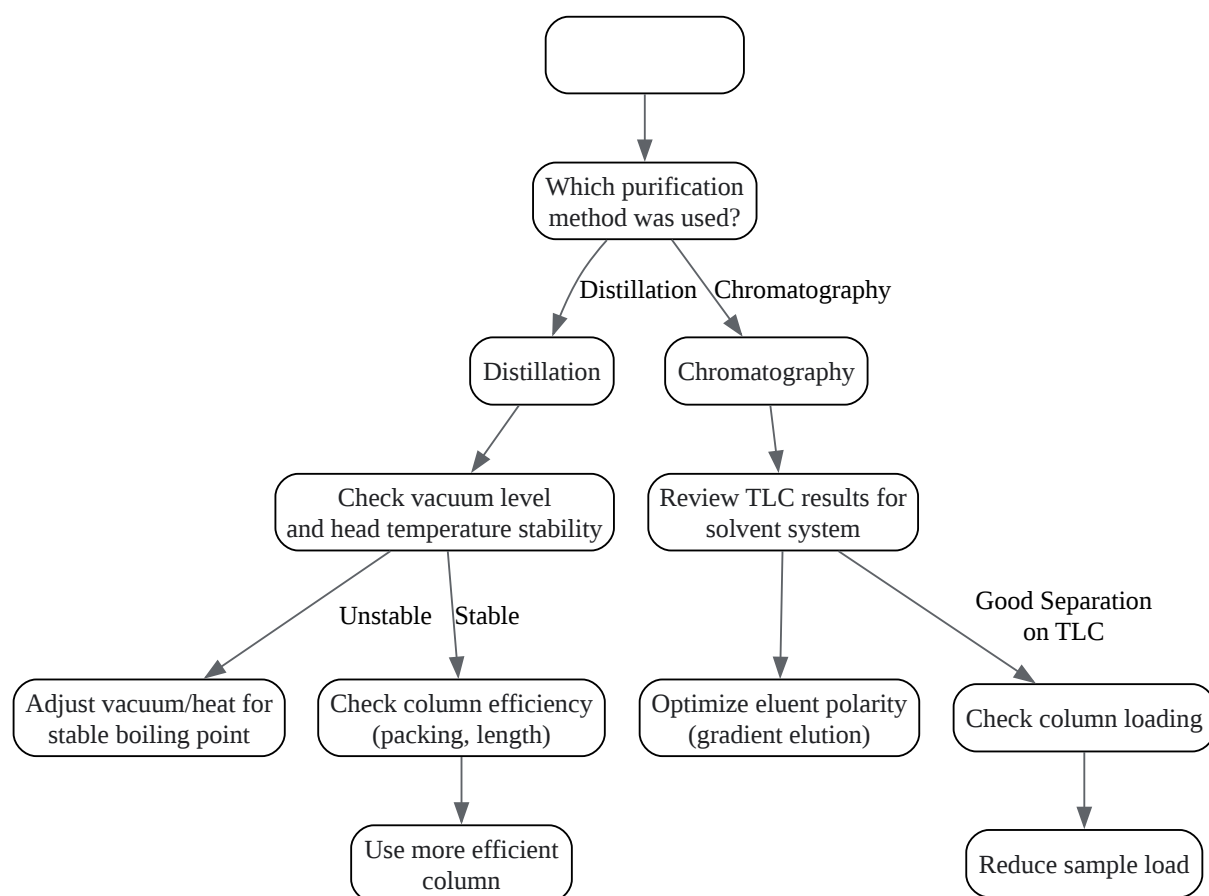 Which purification
method was used?
Distillation
Chromatography
Distillation
Chromatography
Check vacuum level
and head temperature stability
Review TLC results for
solvent system
Unstable
Stable
Good Separation
on TLC
Adjust vacuum/heat for
stable boiling point
Check column efficiency
(packing, length)
Optimize eluent polarity
(gradient elution)
Check column loading
Use more efficient
column
Reduce sample load